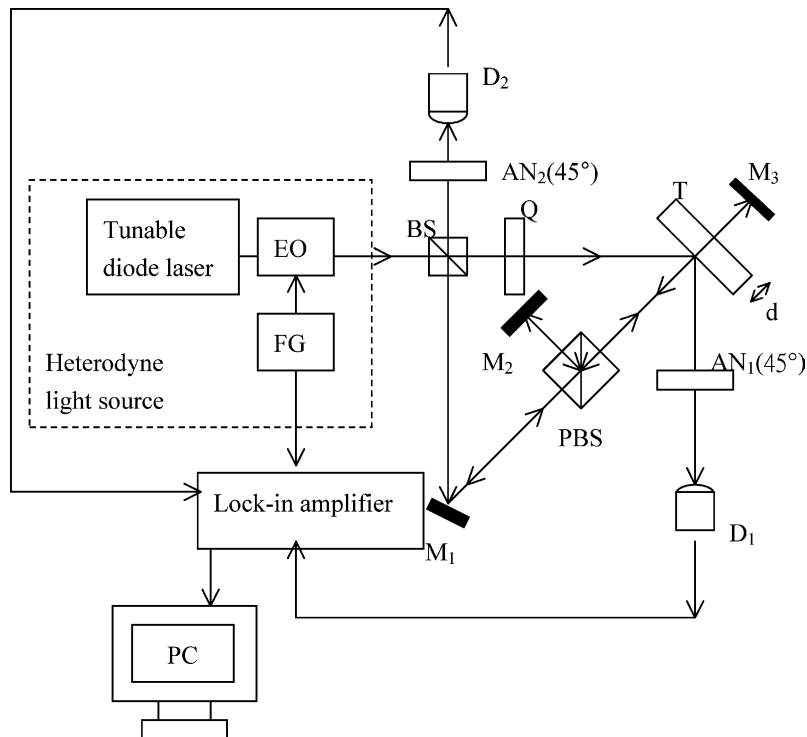 D₂
AN₂(45°)
M₃
T
Q
BS
Tunable
diode laser
EO
d
FG
M₂
AN₁(45°)
Heterodyne
light source
PBS
Lock-in amplifier
M₁
D₁
PC